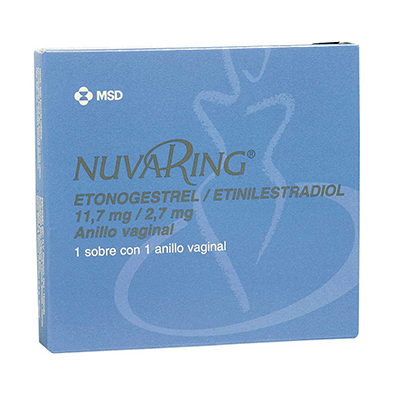 MSD
NUVARING®
ETONOGESTREL / ETINILESTRADIOL
11,7 mg / 2,7 mg
Anillo vaginal
1 sobre con 1 anillo vaginal